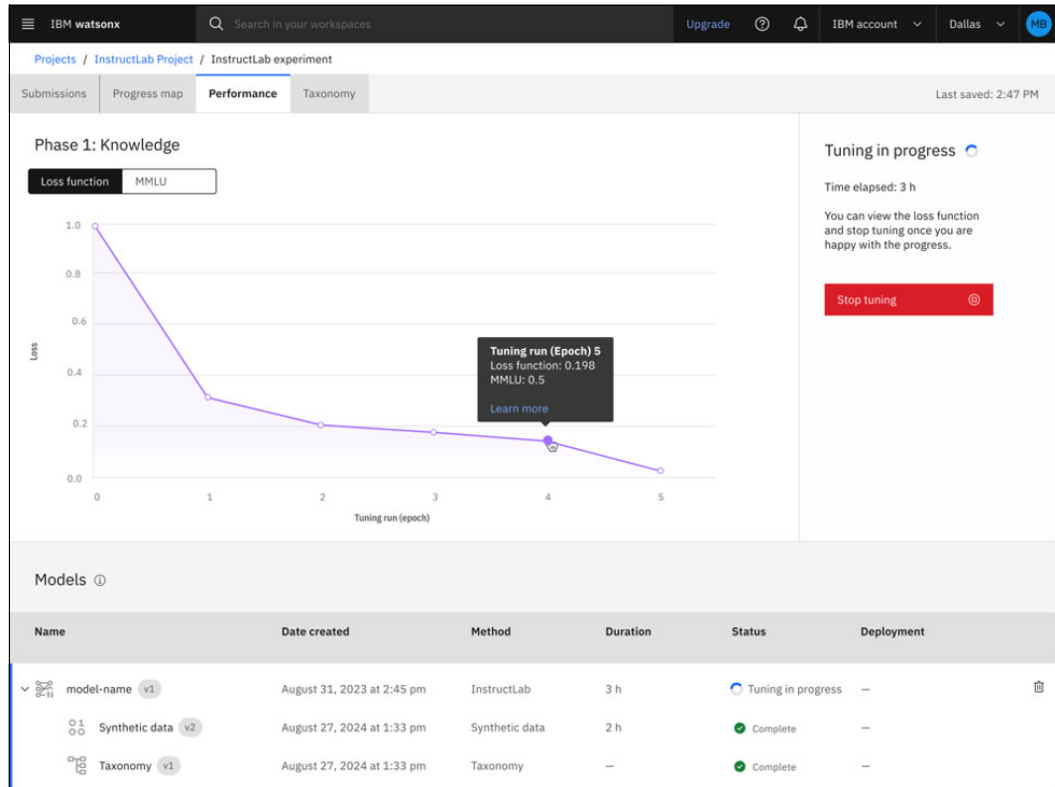 IBM watsonx
Search in your workspaces
Upgrade
IBM account
Dallas
MB
Projects / InstructLab Project / InstructLab experiment
Submissions
Progress map
Performance
Taxonomy
Last saved: 2:47 PM
Phase 1: Knowledge
Loss function
MMLU
1.0
0.8
0.6
0.4
0.2
0.0
Loss
0 1 2 3 4 5
Tuning run (epoch)
Tuning run (Epoch) 5
Loss function: 0.198
MMLU: 0.5
Learn more
Tuning in progress
Time elapsed: 3 h
You can view the loss function
and stop tuning once you are
happy with the progress.
Stop tuning
Models
Name Date created Method Duration Status Deployment
model-name v1 August 31, 2023 at 2:45 pm InstructLab 3 h Tuning in progress –
Synthetic data v2 August 27, 2024 at 1:33 pm Synthetic data 2 h Complete –
Taxonomy v1 August 27, 2024 at 1:33 pm Taxonomy – Complete –